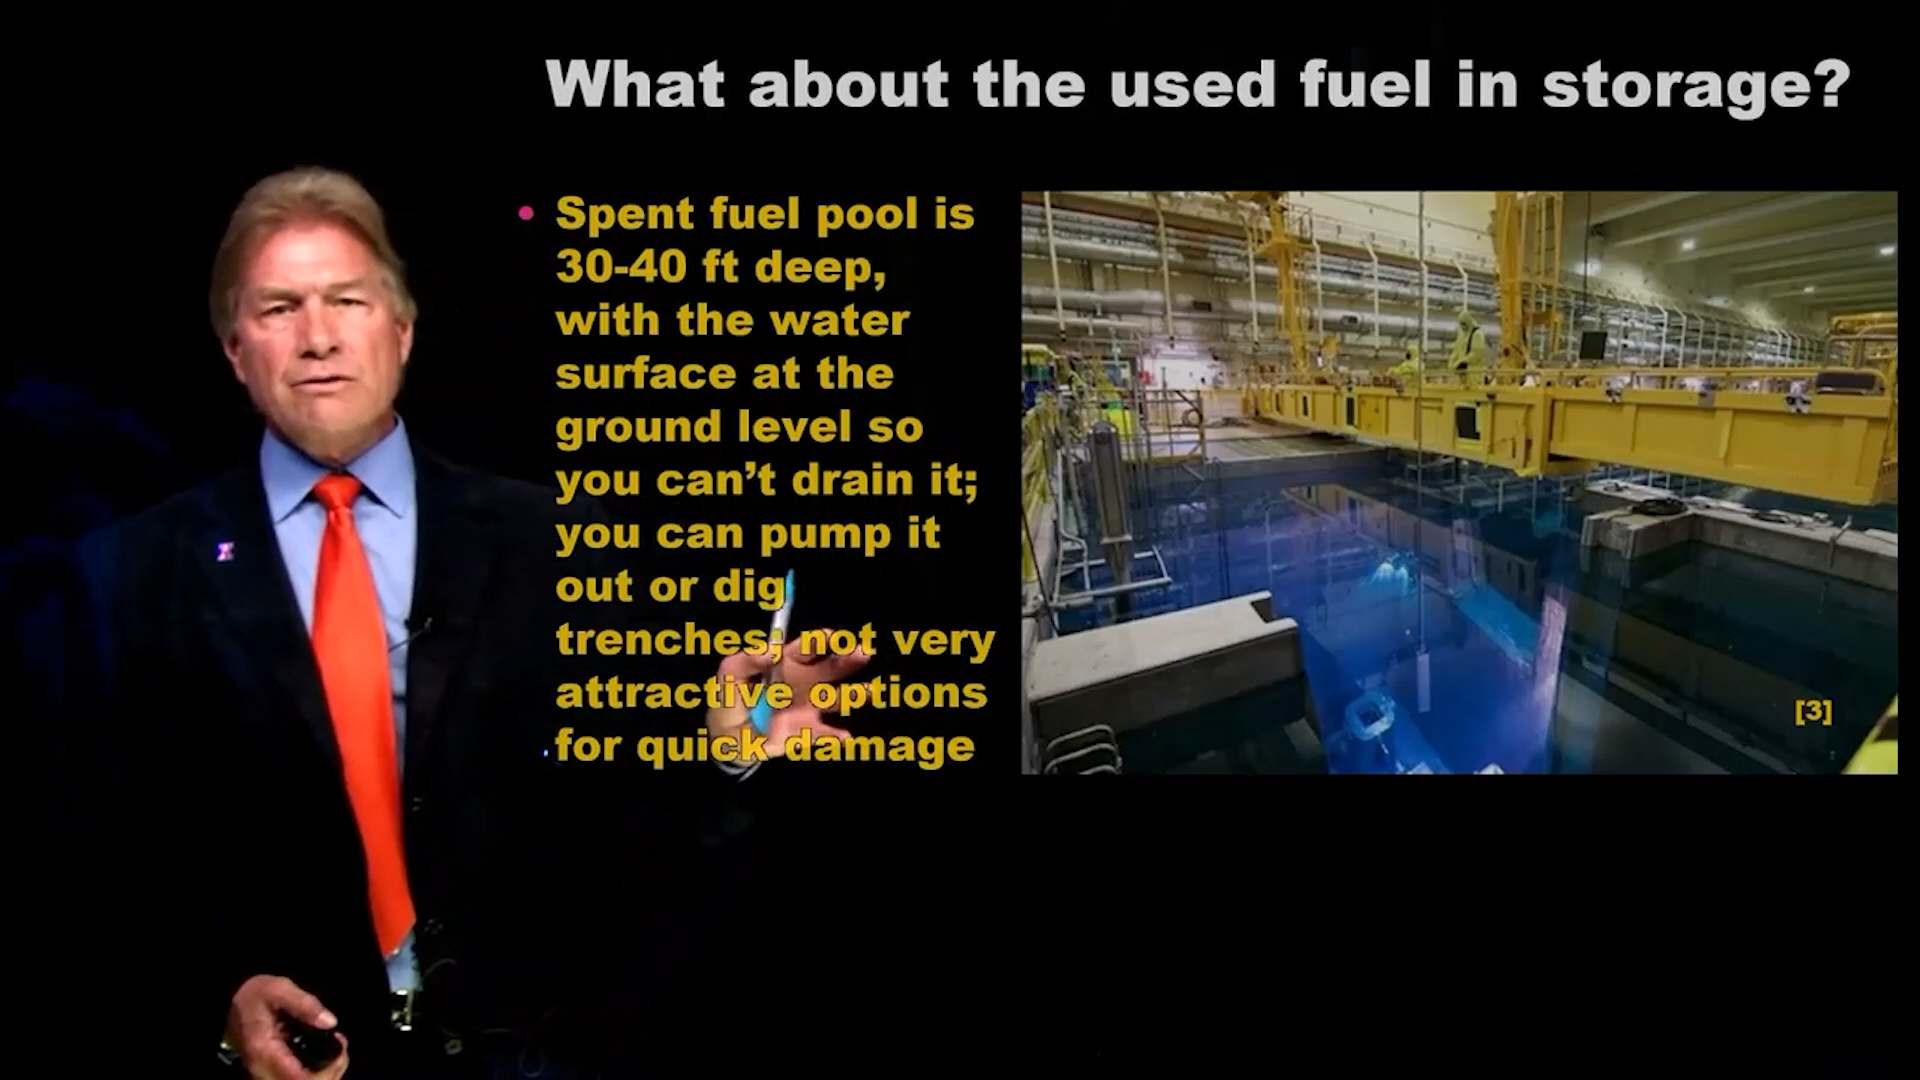 What about the used fuel in storage?
• Spent fuel pool is
30-40 ft deep,
with the water
surface at the
ground level so
you can’t drain it;
you can pump it
out or dig
trenches; not very
attractive options
for quick damage
[3]